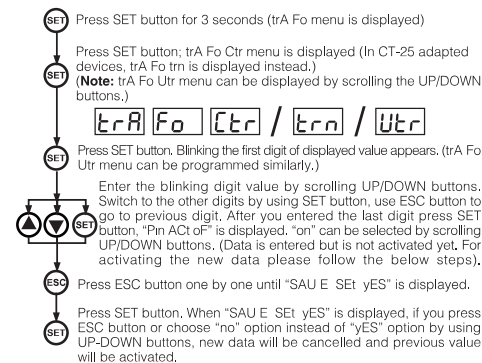 SET Press SET button for 3 seconds (trA Fo menu is displayed)
Press SET button; trA Fo Ctr menu is displayed (In CT-25 adapted
devices, trA Fo trn is displayed instead.)
SET
(Note: trA Fo Utr menu can be displayed by scrolling the UP/DOWN
buttons.)
trA Fo Ctr / trn / Utr
SET Press SET button. Blinking the first digit of displayed value appears. (trA Fo
Utr menu can be programmed similarly.)
Enter the blinking digit value by scrolling UP/DOWN buttons.
Switch to the other digits by using SET button, use ESC button to
go to previous digit. After you entered the last digit press SET
SET button, "Pın ACt oF" is displayed. "on" can be selected by scrolling
UP/DOWN buttons. (Data is entered but is not activated yet. For
activating the new data please follow the below steps).
ESC Press ESC button one by one until "SAU E SEt yES" is displayed.
Press SET button. When "SAU E SEt yES" is displayed, if you press
SET ESC button or choose "no" option instead of "yES" option by using
UP-DOWN buttons, new data will be cancelled and previous value
will be activated.